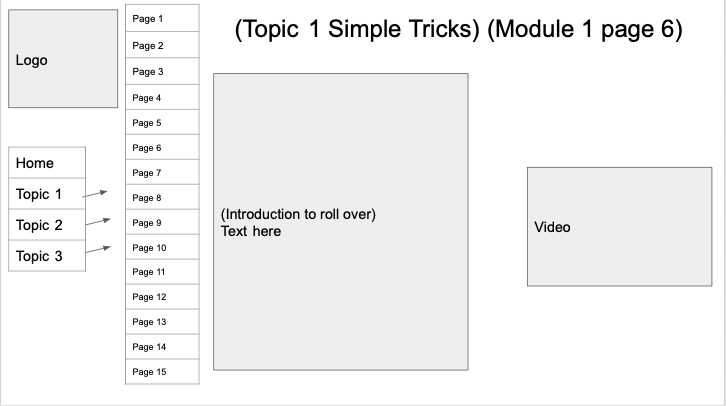 Logo
Home
Topic 1
Topic 2
Topic 3
Page 1
Page 2
Page 3
Page 4
Page 5
Page 6
Page 7
Page 8
Page 9
Page 10
Page 11
Page 12
Page 13
Page 14
Page 15
(Topic 1 Simple Tricks) (Module 1 page 6)
(Introduction to roll over)
Text here
Video